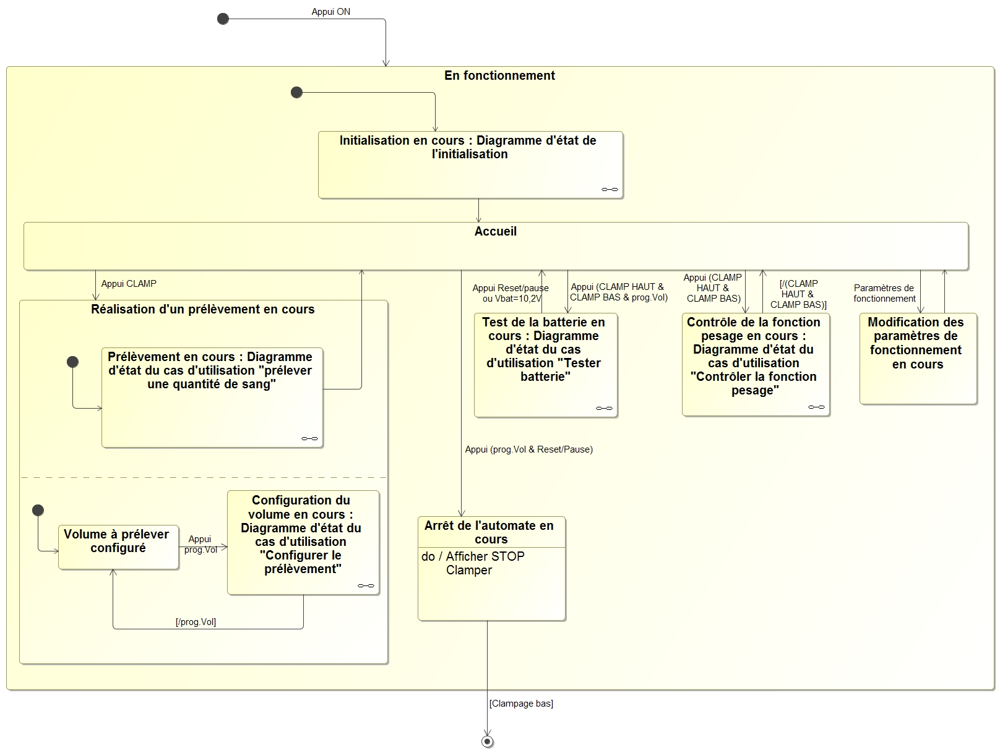 Appui ON
En fonctionnement
Initialisation en cours : Diagramme d'état de
l'initialisation
Accueil
Appui CLAMP
Appui Reset/pause
ou Vbat=10,2V
Appui (CLAMP HAUT &
CLAMP BAS & prog.Vol)
Appui (CLAMP
HAUT &
CLAMP BAS)
[/(CLAMP
HAUT &
CLAMP BAS)]
Paramètres de
fonctionnement
Réalisation d'un prélèvement en cours
Prélèvement en cours : Diagramme
d'état du cas d'utilisation "prélever
une quantité de sang"
Test de la batterie en
cours : Diagramme
d'état du cas
d'utilisation "Tester
batterie"
Contrôle de la fonction
pesage en cours :
Diagramme d'état du
cas d'utilisation
"Contrôler la fonction
pesage"
Modification des
paramètres de
fonctionnement
en cours
Appui (prog.Vol & Reset/Pause)
Volume à prélever
configuré
Appui
prog.Vol
Configuration du
volume en cours :
Diagramme d'état du
cas d'utilisation
"Configurer le
prélèvement"
[/prog.Vol]
Arrêt de l'automate en
cours
do / Afficher STOP
Clamper
[Clampage bas]